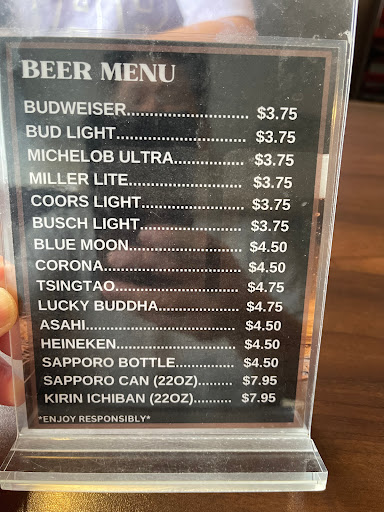 BEER MENU
BUDWEISER............................ $3.75
BUD LIGHT.............................. $3.75
MICHELOB ULTRA................ $3.75
MILLER LITE.......................... $3.75
COORS LIGHT........................ $3.75
BUSCH LIGHT........................ $3.75
BLUE MOON.......................... $4.50
CORONA................................ $4.50
TSINGTAO............................. $4.75
LUCKY BUDDHA................... $4.75
ASAHI.................................... $4.50
HEINEKEN............................. $4.50
SAPPORO BOTTLE.............. $4.50
SAPPORO CAN (22OZ)......... $7.95
KIRIN ICHIBAN (22OZ).......... $7.95
*ENJOY RESPONSIBLY*